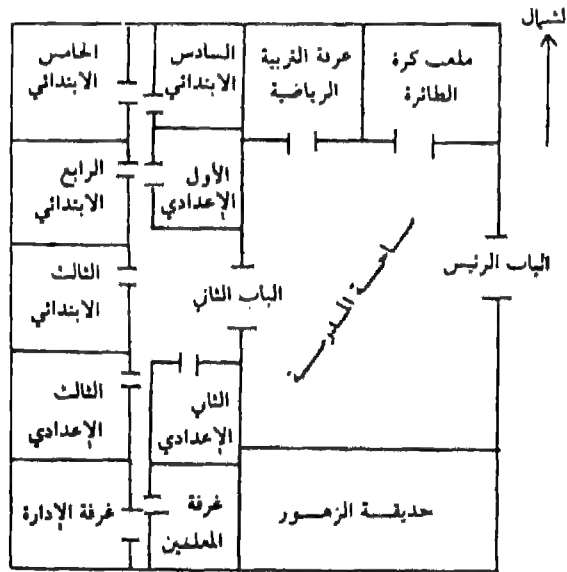 الشمال
ملعب كرة
الطائرة
غرفة التربية
الرياضية
السادس
الابتدائي
الخامس
الابتدائي
الأول
الإعدادي
الرابع
الابتدائي
الباب الرئيس
ساحة المدرسة
الباب الثاني
الثالث
الابتدائي
الثاني
الإعدادي
الثالث
الإعدادي
حديقة الزهور
غرفة
المعلمين
غرفة الإدارة